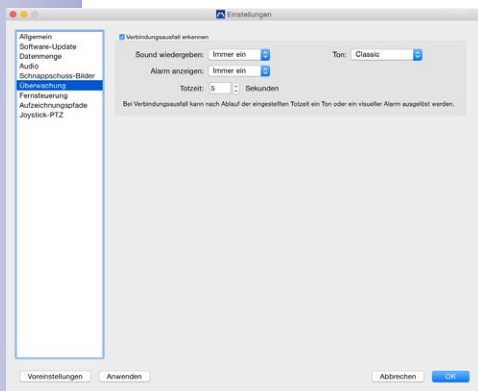 Einstellungen
Allgemein
Software-Update
Datenmenge
Audio
Schnappschuss-Bilder
Überwachung
Fernsteuerung
Aufzeichnungspfade
Joystick-PTZ
Verbindungsausfall erkennen
Sound wiedergeben: Immer ein Ton: Classic
Alarm anzeigen: Immer ein
Totzeit: 5 Sekunden
Bei Verbindungsausfall kann nach Ablauf der eingestellten Totzeit ein Ton oder ein visueller Alarm ausgelöst werden.
Voreinstellungen Anwenden Abbrechen OK